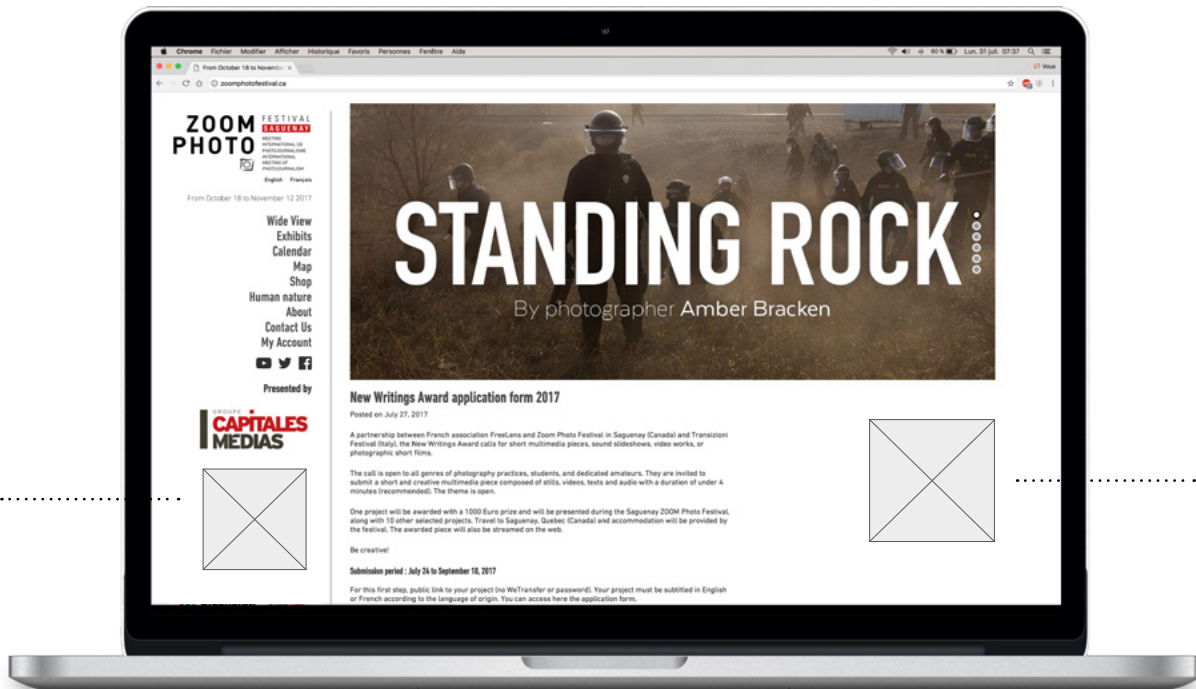 Chrome Fichier Modifier Afficher Historique Favoris Personnes Fenêtre Aide
60 % Lun. 31 juil. 07:37
From October 18 to Novembe
Vous
zoomphotofestival.ca
ZOOM
PHOTO
FESTIVAL
SAGUENAY
MEETING
INTERNATIONAL DE
PHOTOJOURNALISME
INTERNATIONAL
MEETING OF
PHOTOJOURNALISM
English Français
From October 18 to November 12 2017
Wide View
Exhibits
Calendar
Map
Shop
Human nature
About
Contact Us
My Account
Presented by
GROUPE
CAPITALES
MEDIAS
STANDING ROCK
By photographer Amber Bracken
New Writings Award application form 2017
Posted on July 27, 2017
A partnership between French association FreeLens and Zoom Photo Festival in Saguenay (Canada) and Transizioni
Festival (Italy), the New Writings Award calls for short multimedia pieces, sound slideshows, video works, or
photographic short films.
The call is open to all genres of photography practices, students, and dedicated amateurs. They are invited to
submit a short and creative multimedia piece composed of stills, videos, texts and audio with a duration of under 4
minutes (recommended). The theme is open.
One project will be awarded with a 1000 Euro prize and will be presented during the Saguenay ZOOM Photo Festival,
along with 10 other selected projects. Travel to Saguenay, Quebec (Canada) and accommodation will be provided by
the festival. The awarded piece will also be streamed on the web.
Be creative!
Submission period : July 24 to September 10, 2017
For this first step, public link to your project (no WeTransfer or password). Your project must be subtitled in English
or French according to the language of origin. You can access here the application form.